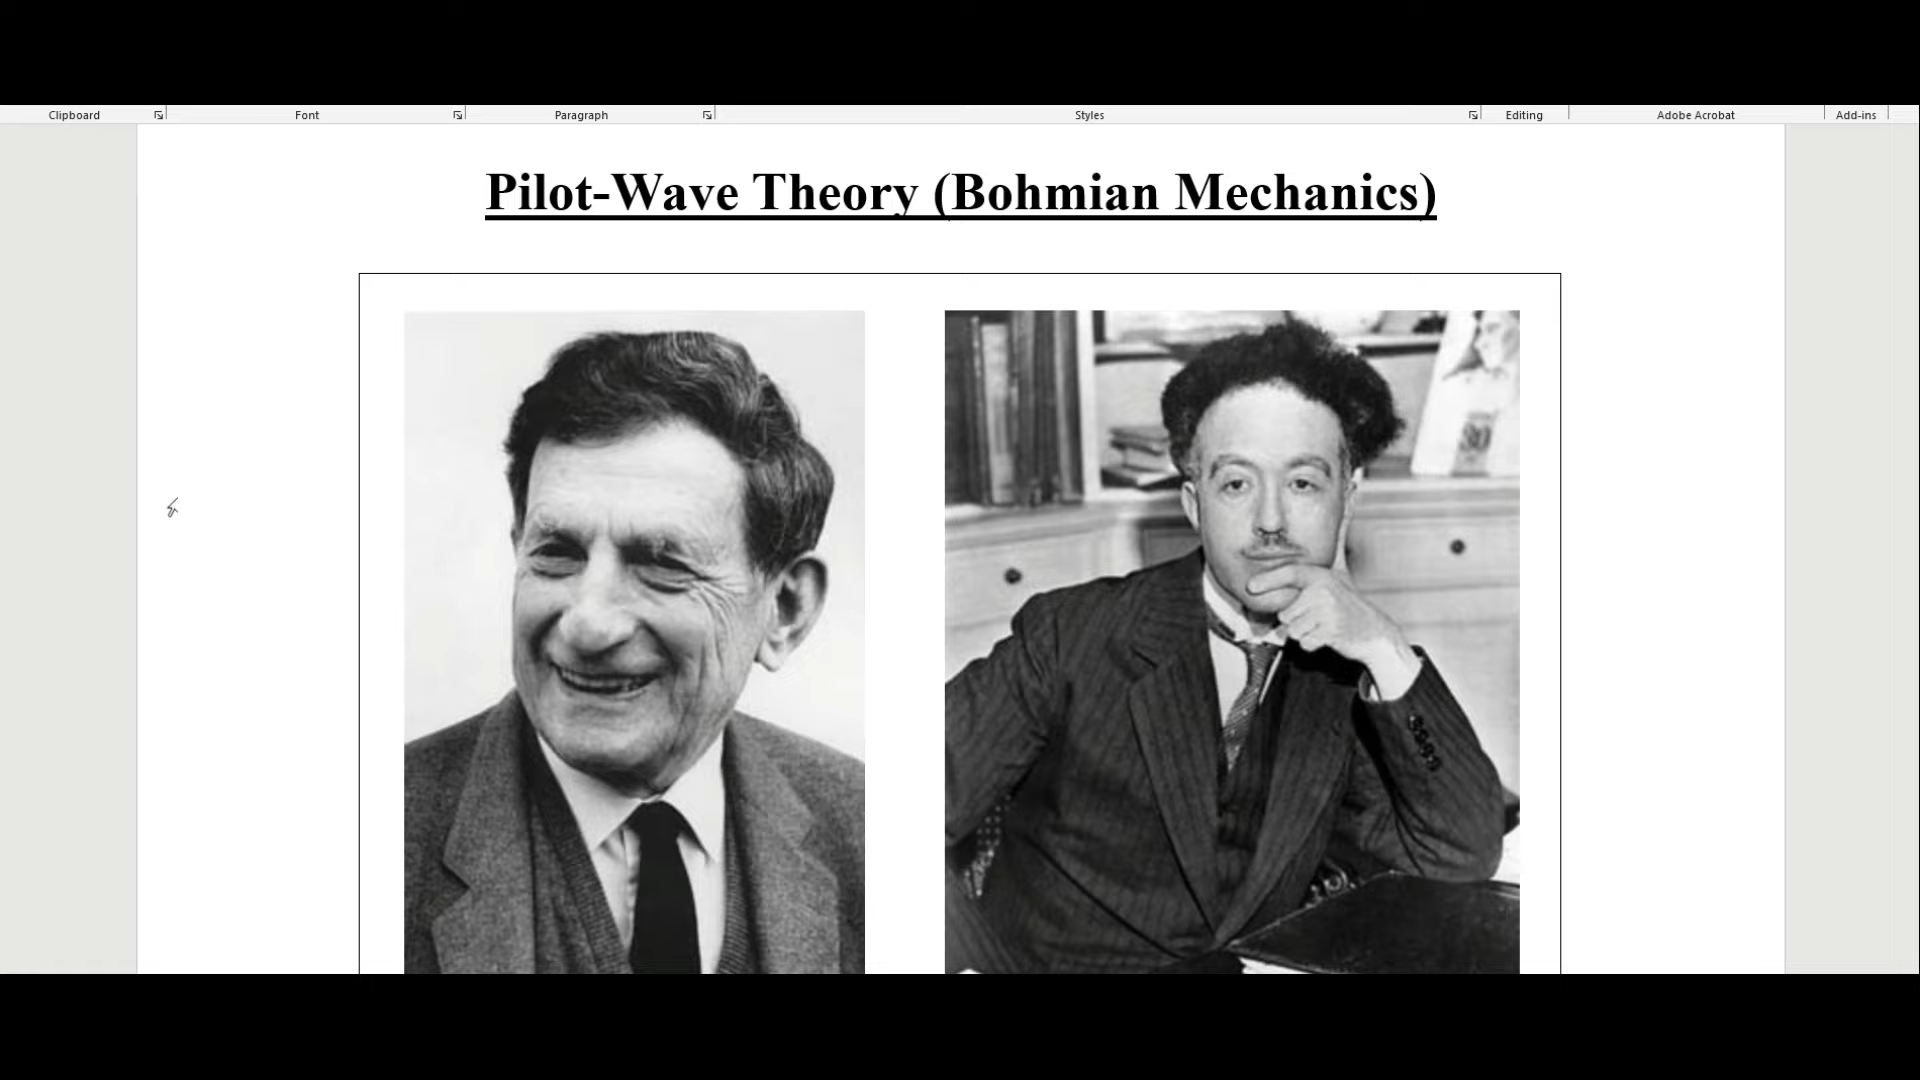 Clipboard Font Paragraph Styles Editing Adobe Acrobat Add-ins
Pilot-Wave Theory (Bohmian Mechanics)